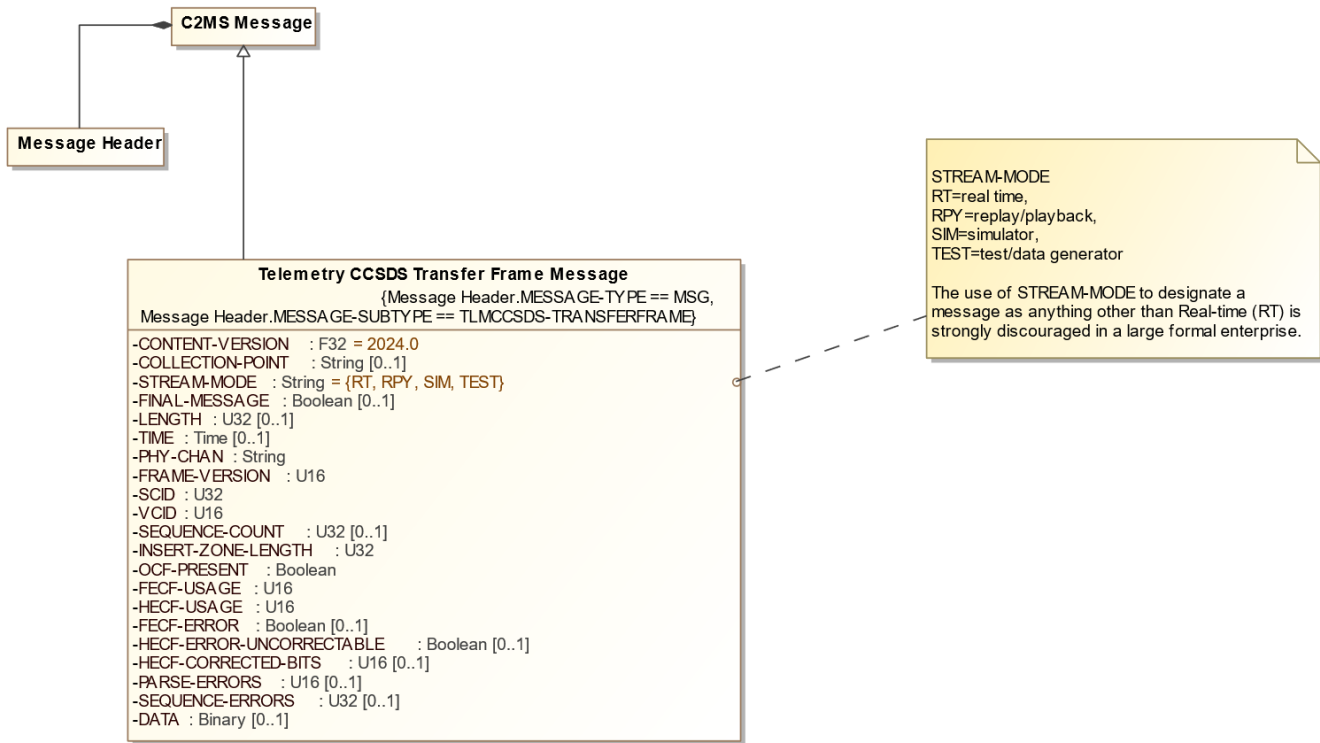 C2MS Message
Message Header
STREAM-MODE
RT=real time,
RPY=replay/playback,
SIM=simulator,
TEST=test/data generator
The use of STREAM-MODE to designate a
message as anything other than Real-time (RT) is
strongly discouraged in a large formal enterprise.
Telemetry CCSDS Transfer Frame Message
{Message Header.MESSAGE-TYPE == MSG,
Message Header.MESSAGE-SUBTYPE == TLMCCSDS-TRANSFERFRAME}
-CONTENT-VERSION : F32 = 2024.0
-COLLECTION-POINT : String [0..1]
-STREAM-MODE : String = {RT, RPY, SIM, TEST}
-FINAL-MESSAGE : Boolean [0..1]
-LENGTH : U32 [0..1]
-TIME : Time [0..1]
-PHY-CHAN : String
-FRAME-VERSION : U16
-SCID : U32
-VCID : U16
-SEQUENCE-COUNT : U32 [0..1]
-INSERT-ZONE-LENGTH : U32
-OCF-PRESENT : Boolean
-FECF-USAGE : U16
-HECF-USAGE : U16
-FECF-ERROR : Boolean [0..1]
-HECF-ERROR-UNCORRECTABLE : Boolean [0..1]
-HECF-CORRECTED-BITS : U16 [0..1]
-PARSE-ERRORS : U16 [0..1]
-SEQUENCE-ERRORS : U32 [0..1]
-DATA : Binary [0..1]